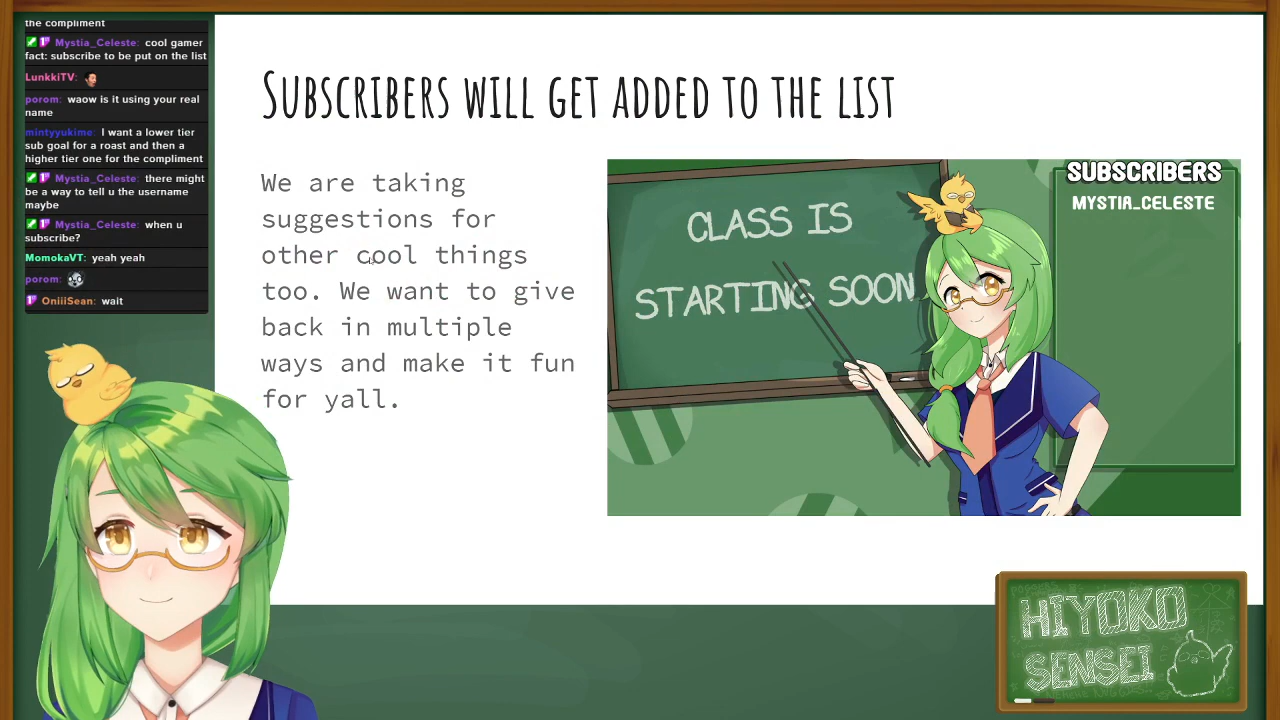 the compliment
Mystia_Celeste: cool gamer
fact: subscribe to be put on the list
LunkkiTV:
porom: waow is it using your real
name
mintyyukime: I want a lower tier
sub goal for a roast and then a
higher tier one for the compliment
Mystia_Celeste: there might
be a way to tell u the username
maybe
Mystia_Celeste: when u
subscribe?
MomokaVT: yeah yeah
porom:
OniiiSean: wait
SUBSCRIBERS WILL GET ADDED TO THE LIST
We are taking
suggestions for
other cool things
too. We want to give
back in multiple
ways and make it fun
for yall.
CLASS IS
STARTING SOON
SUBSCRIBERS
MYSTIA_CELESTE
HIYOKO
SENSEI